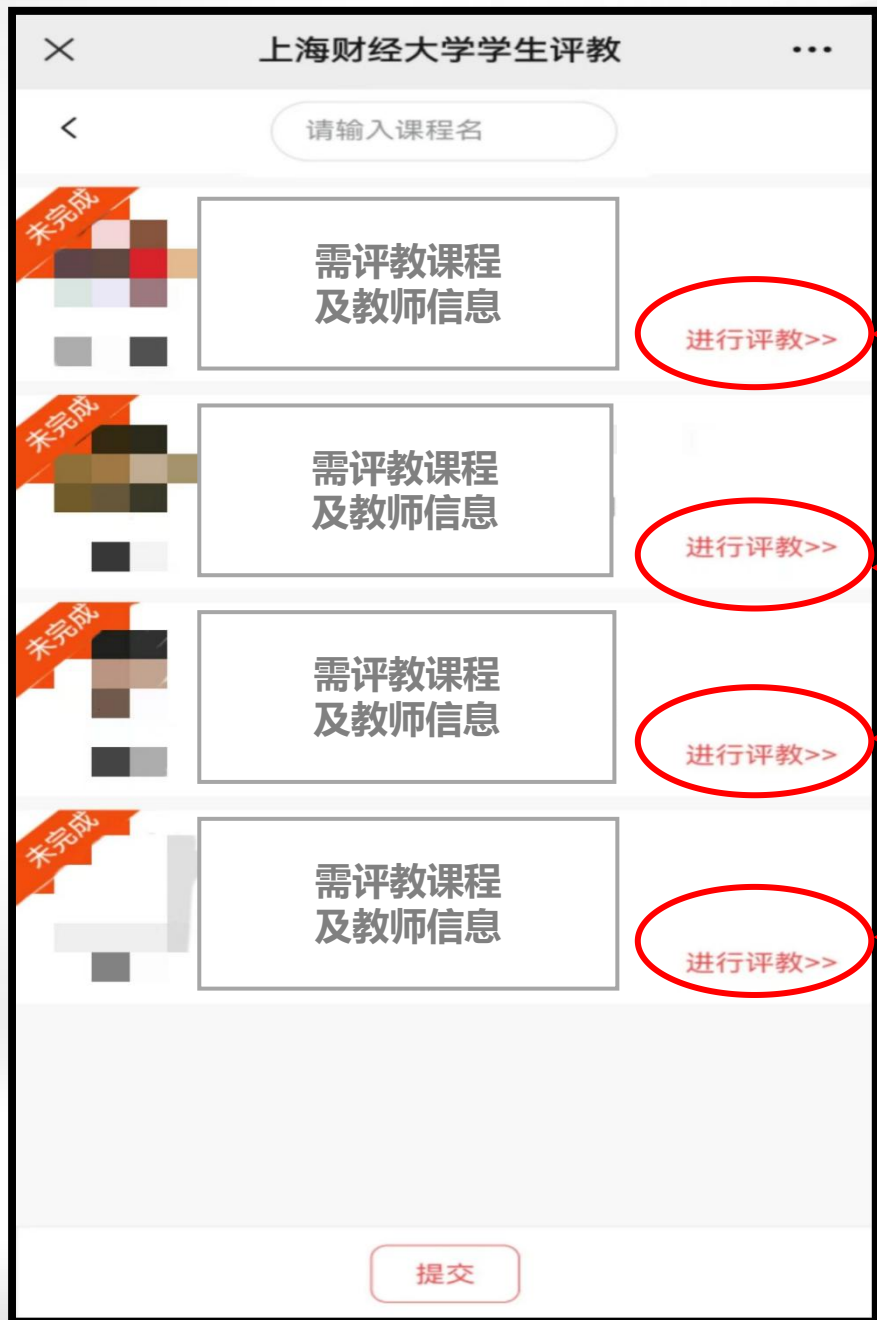 上海财经大学学生评教
请输入课程名
未完成
需评教课程
及教师信息
进行评教>>
未完成
需评教课程
及教师信息
进行评教>>
未完成
需评教课程
及教师信息
进行评教>>
未完成
需评教课程
及教师信息
进行评教>>
提交